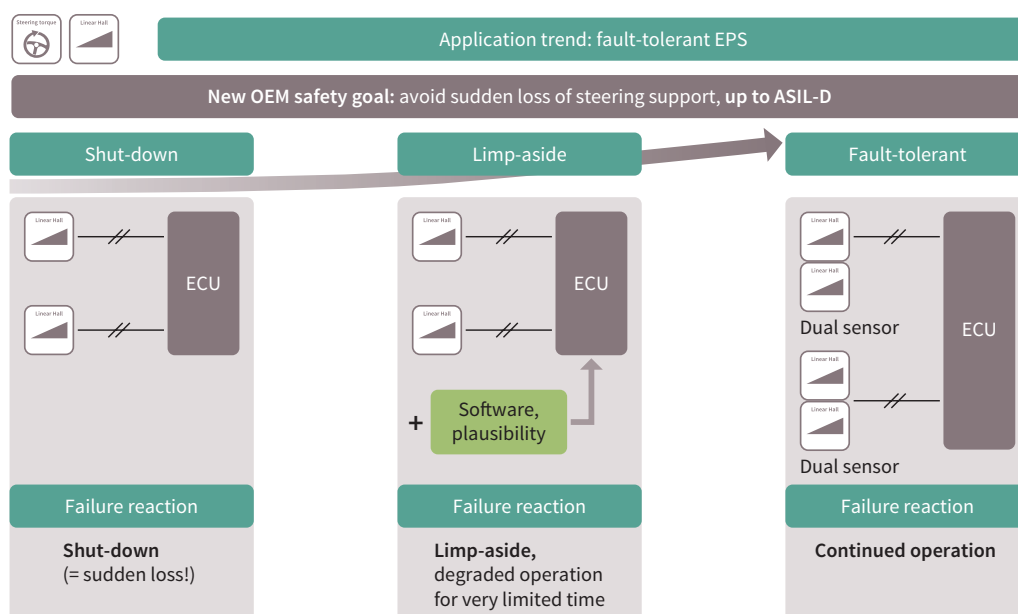 Steering torque
Linear Hall
Application trend: fault-tolerant EPS
New OEM safety goal: avoid sudden loss of steering support, up to ASIL-D
Shut-down
Limp-aside
Fault-tolerant
Linear Hall
Linear Hall
ECU
Linear Hall
Linear Hall
ECU
+
Software,
plausibility
Linear Hall
Linear Hall
Dual sensor
Linear Hall
Linear Hall
Dual sensor
ECU
Failure reaction
Failure reaction
Failure reaction
Shut-down
(= sudden loss!)
Limp-aside,
degraded operation
for very limited time
Continued operation